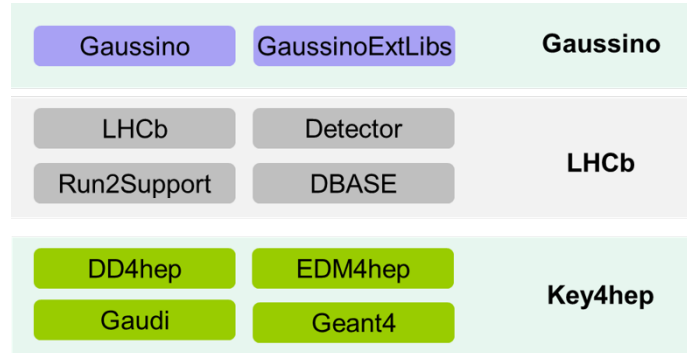 Gaussino GaussinoExtLibs Gaussino
LHCb Detector
LHCb
Run2Support DBASE
DD4hep EDM4hep
Key4hep
Gaudi Geant4